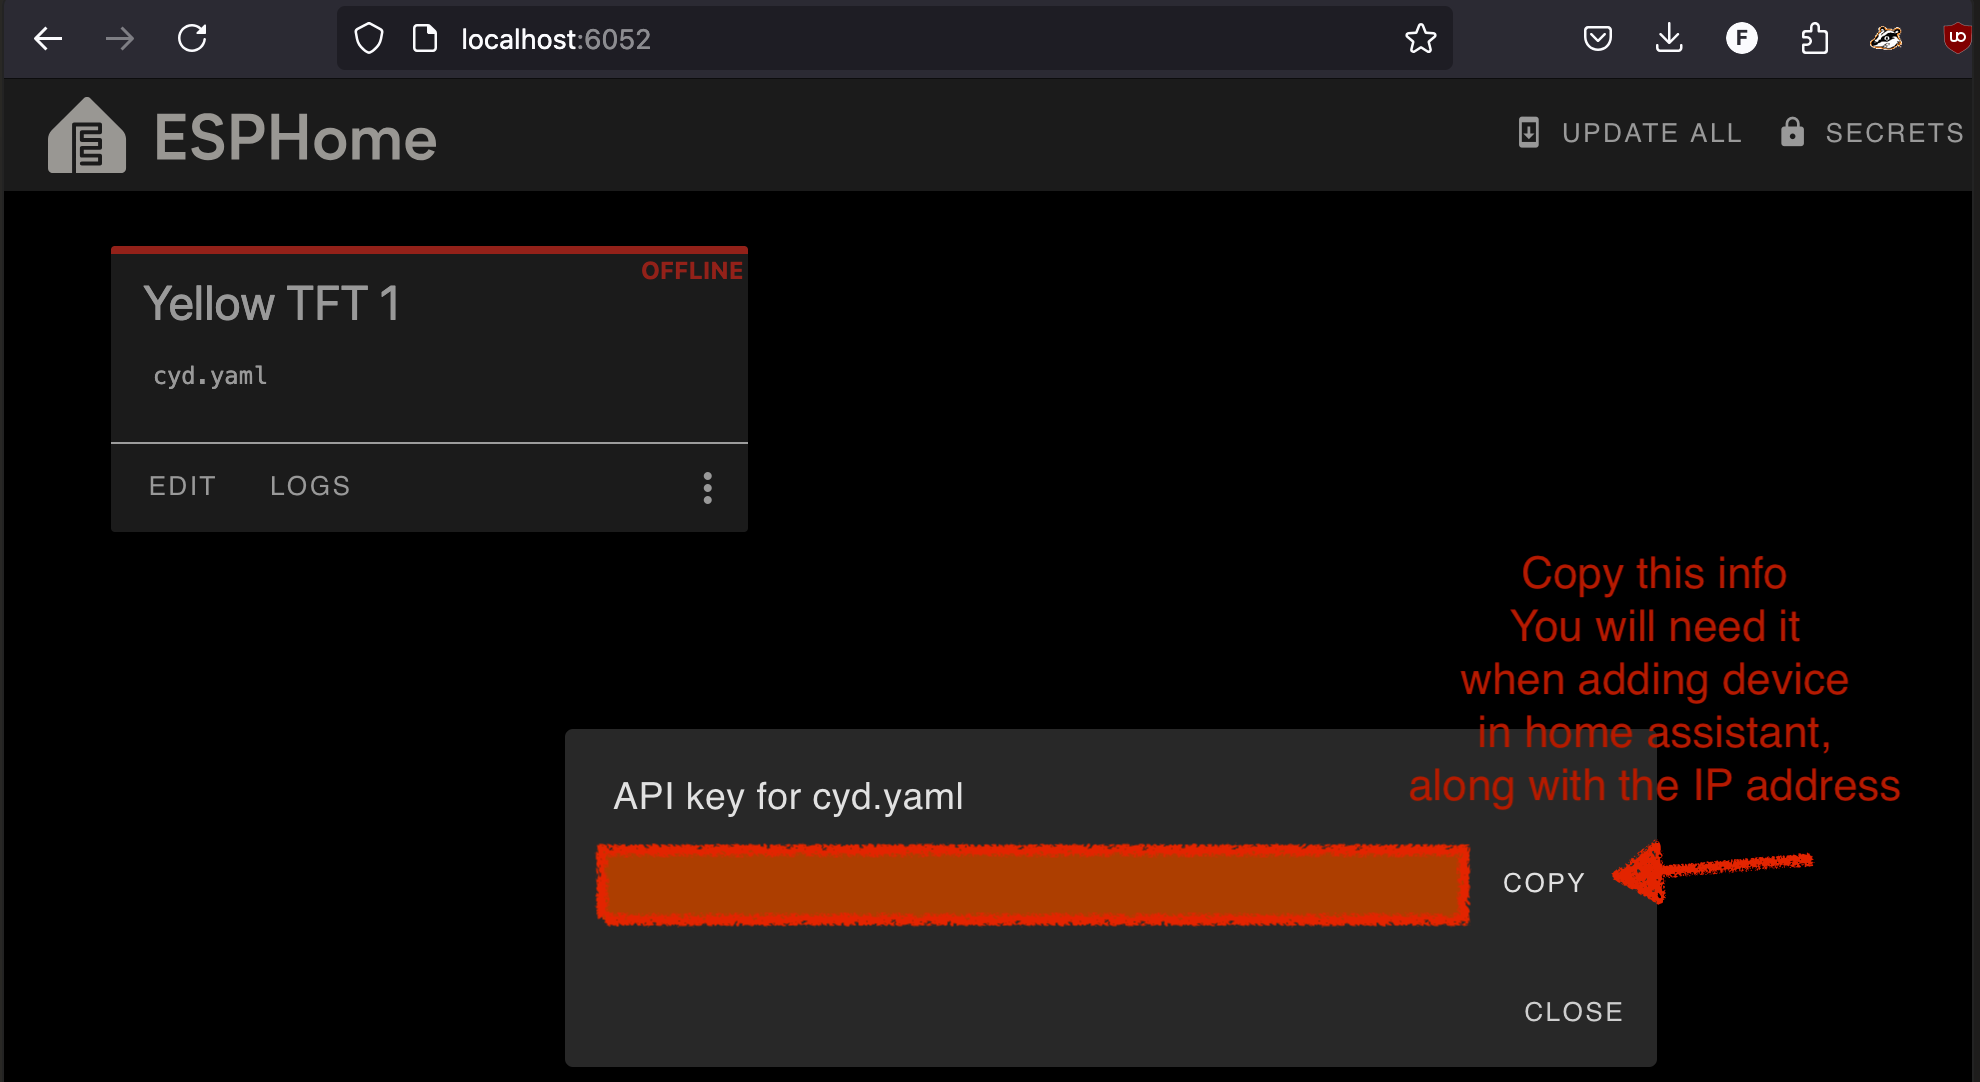 localhost:6052
F
ESPHome
UPDATE ALL
SECRETS
OFFLINE
Yellow TFT 1
cyd.yaml
EDIT
LOGS
Copy this info
You will need it
when adding device
in home assistant,
along with the IP address
API key for cyd.yaml
COPY
CLOSE